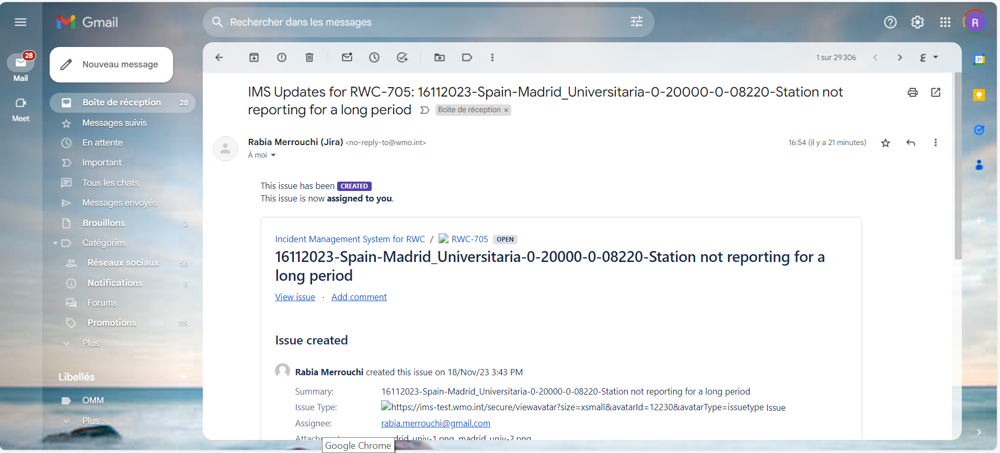 Gmail
Rechercher dans les messages
R
28
Mail
Meet
Nouveau message
Boîte de réception 28
Messages suivis
En attente
Important
Tous les chats
Messages envoyés
Brouillons 2
Catégories
Réseaux sociaux 56
Notifications 8
Forums
Promotions 119
Plus
Libellés
OMM
Plus
1 sur 29 306
31
IMS Updates for RWC-705: 16112023-Spain-Madrid_Universitaria-0-20000-0-08220-Station not
reporting for a long period Boîte de réception ×
Rabia Merrouchi (Jira) <no-reply-to@wmo.int> 16:54 (il y a 21 minutes)
À moi
This issue has been CREATED
This issue is now assigned to you.
Incident Management System for RWC / RWC-705 OPEN
16112023-Spain-Madrid_Universitaria-0-20000-0-08220-Station not reporting for a
long period
View issue · Add comment
Issue created
Rabia Merrouchi created this issue on 18/Nov/23 3:43 PM
Summary: 16112023-Spain-Madrid_Universitaria-0-20000-0-08220-Station not reporting for a long period
Issue Type: https://ims-test.wmo.int/secure/viewavatar?size=xsmall&avatarId=12230&avatarType=issuetype Issue
Assignee: rabia.merrouchi@gmail.com
madrid_univ-2.png
Google Chrome